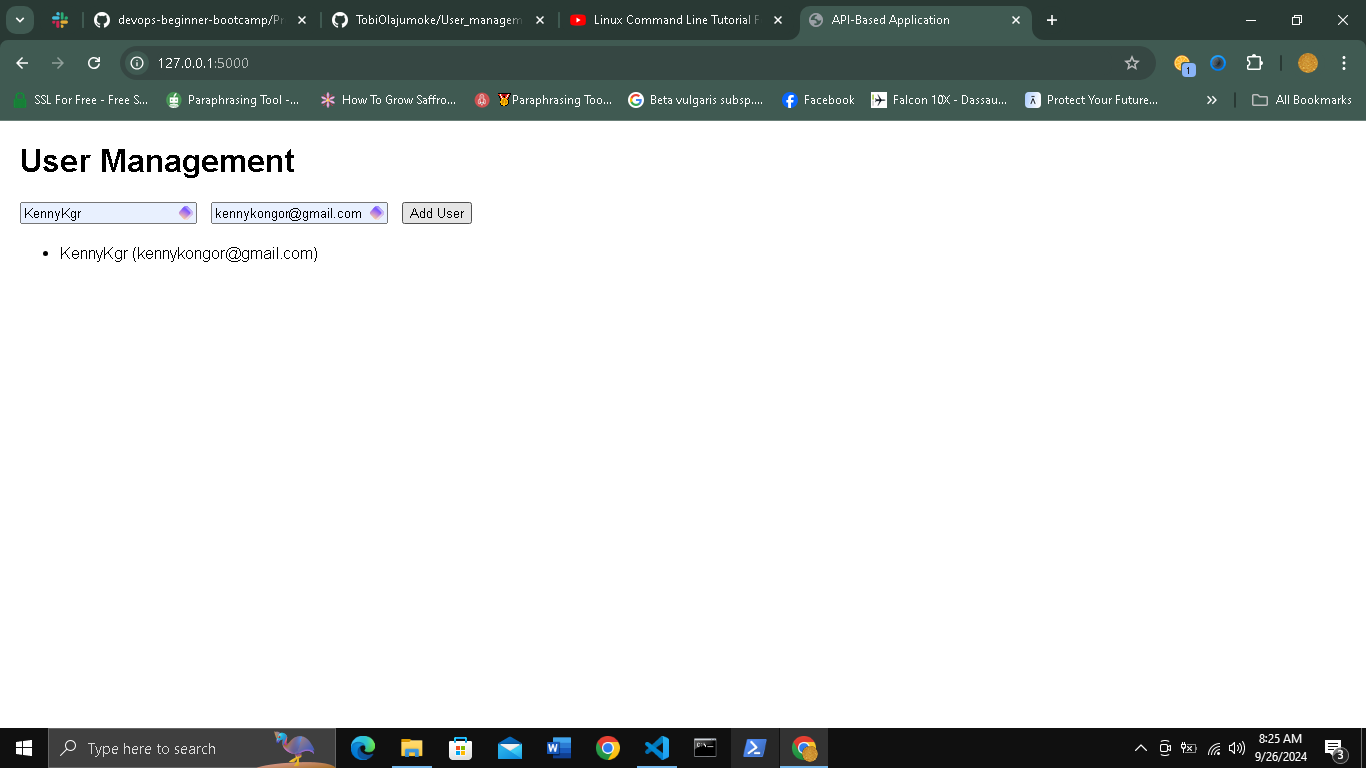 devops-beginner-bootcamp/Pr
TobiOlajumoke/User_managem
Linux Command Line Tutorial F
API-Based Application
127.0.0.1:5000
1
SSL For Free - Free S...
Paraphrasing Tool -...
How To Grow Saffro...
Paraphrasing Too...
Beta vulgaris subsp....
Facebook
Falcon 10X - Dassau...
Protect Your Future...
All Bookmarks
User Management
KennyKgr
kennykongor@gmail.com
Add User
KennyKgr (kennykongor@gmail.com)
Type here to search
8:25 AM
9/26/2024
3